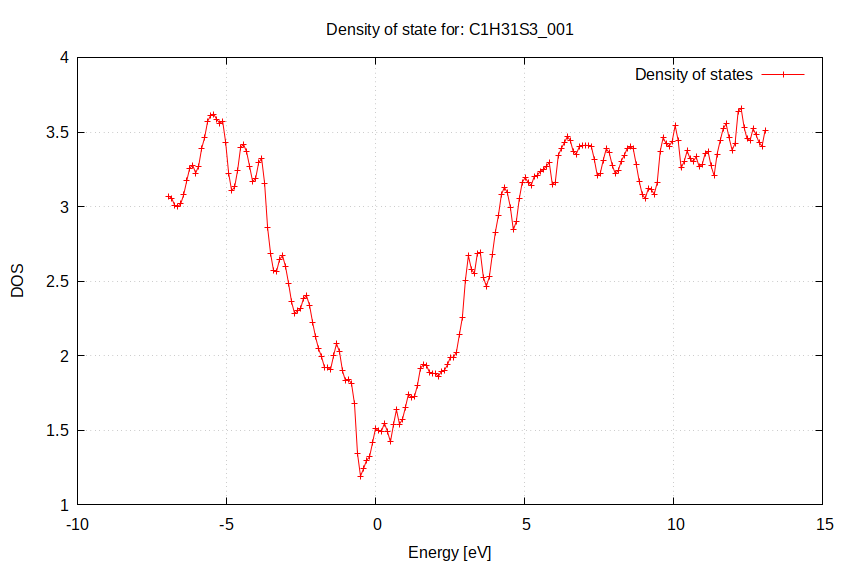 Density of state for: C1H31S3_001
Density of states
4
3.5
3
2.5
2
1.5
1
DOS
-10 -5 0 5 10 15
Energy [eV]